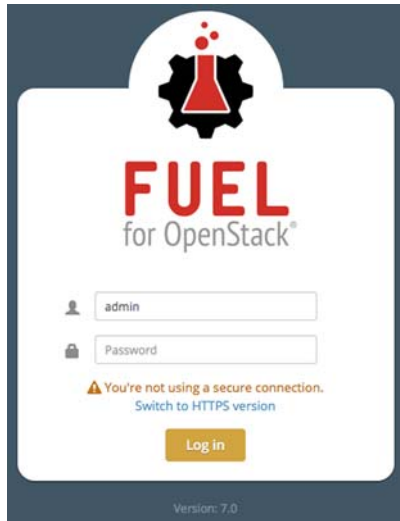 FUEL
for OpenStack®
admin
Password
You're not using a secure connection.
Switch to HTTPS version
Log in
Version: 7.0